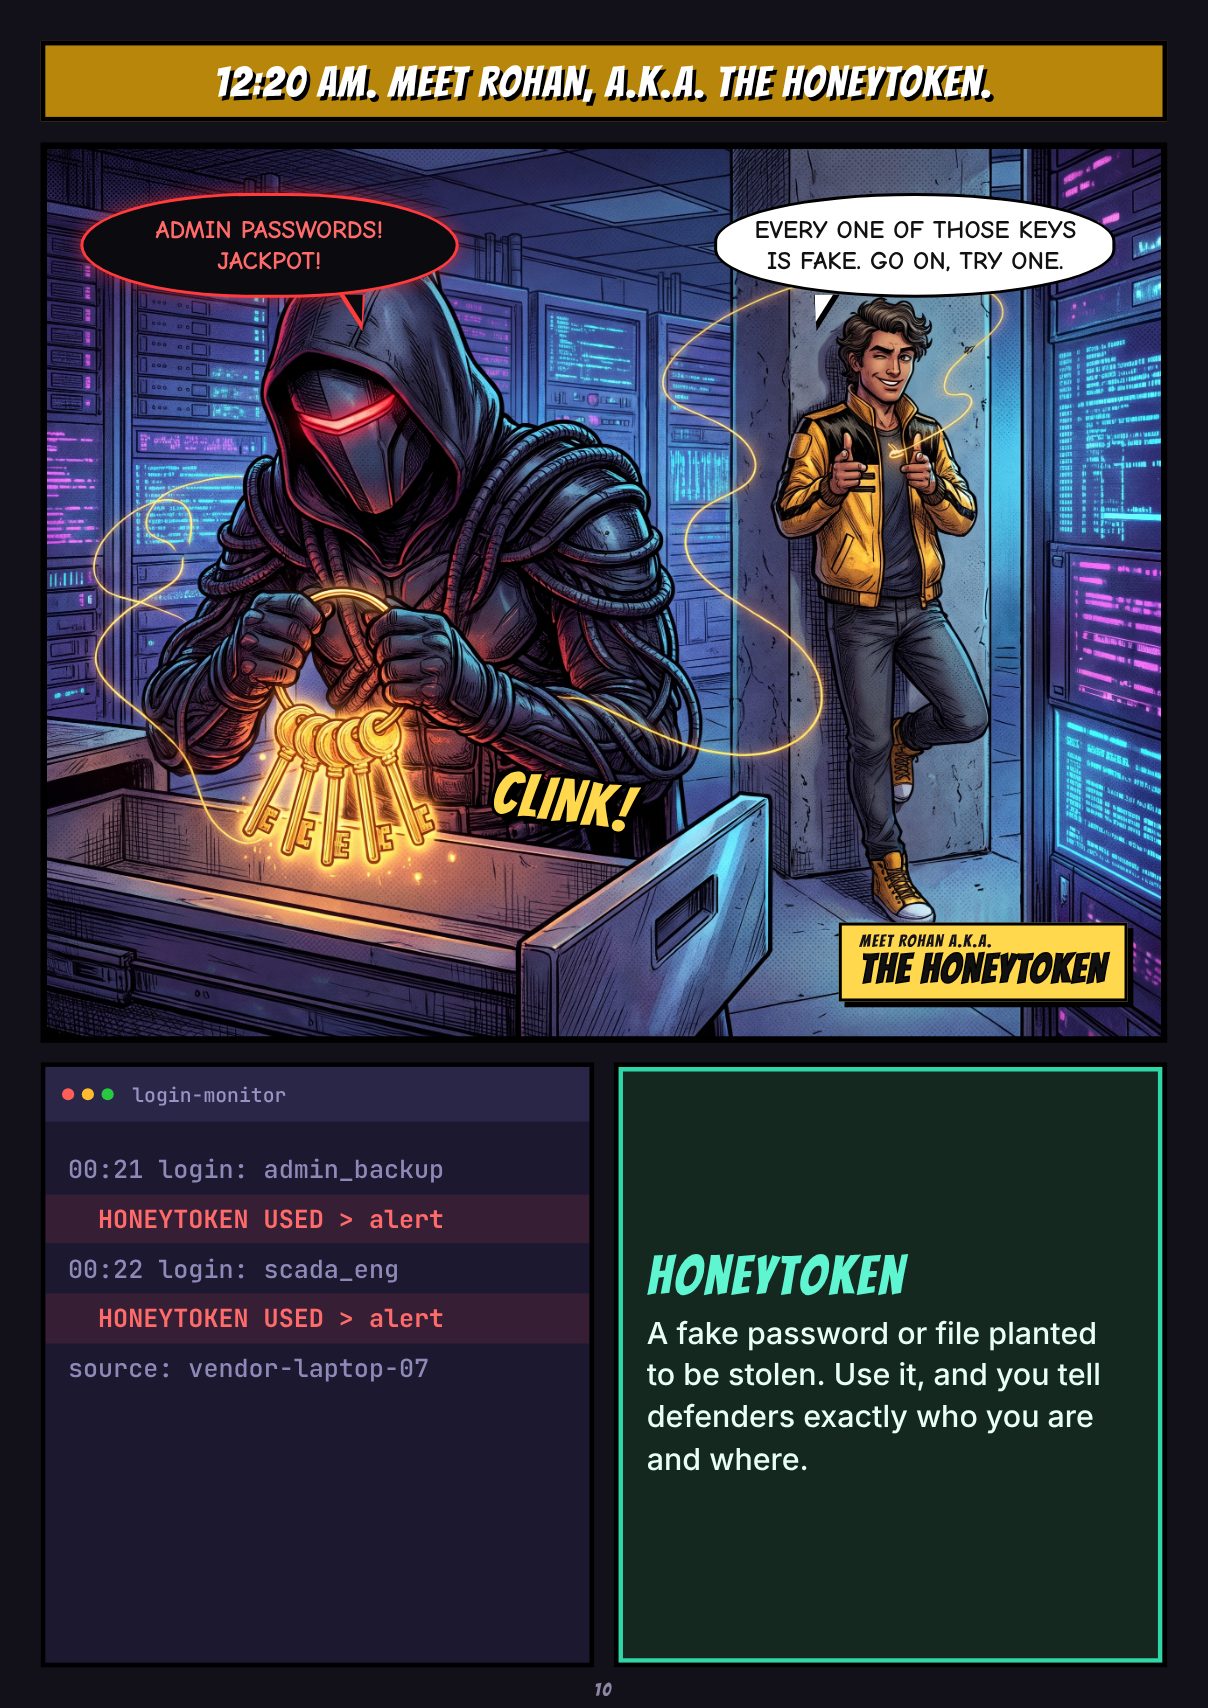 12:20 AM. MEET ROHAN, A.K.A. THE HONEYTOKEN.
ADMIN PASSWORDS!
JACKPOT!
EVERY ONE OF THOSE KEYS
IS FAKE. GO ON, TRY ONE.
CLINK!
MEET ROHAN A.K.A.
THE HONEYTOKEN
login-monitor
00:21 login: admin_backup
HONEYTOKEN USED > alert
00:22 login: scada_eng
HONEYTOKEN USED > alert
source: vendor-laptop-07
HONEYTOKEN
A fake password or file planted
to be stolen. Use it, and you tell
defenders exactly who you are
and where.
10